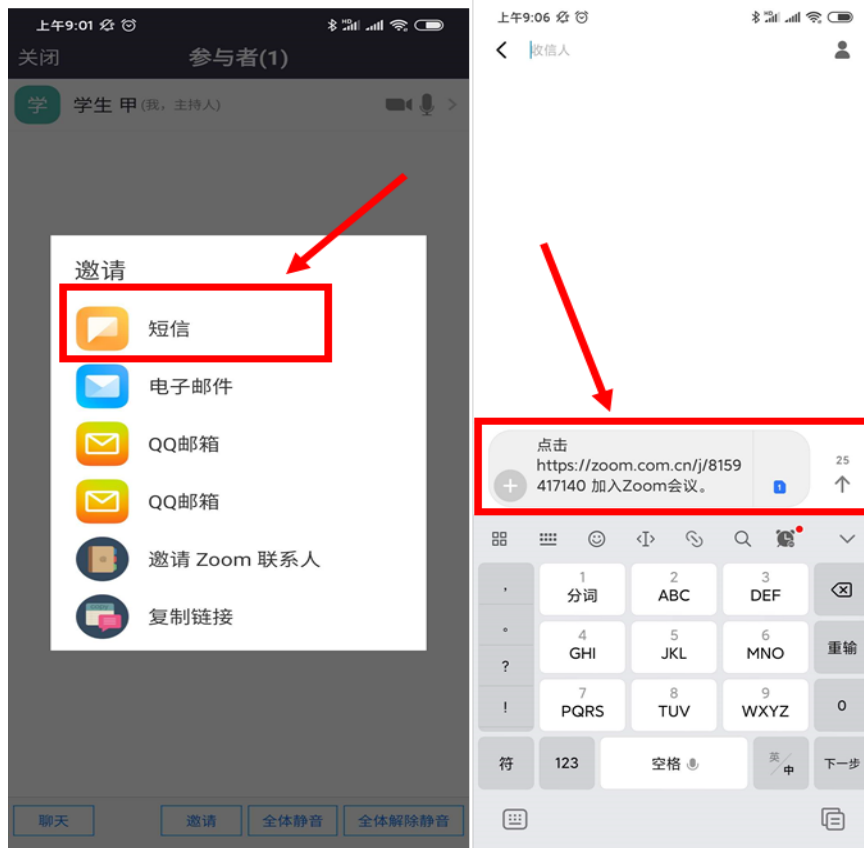 上午9:01
关闭
参与者(1)
学
学生 甲(我，主持人)
邀请
短信
电子邮件
QQ邮箱
QQ邮箱
邀请 Zoom 联系人
复制链接
聊天
邀请
全体静音
全体解除静音
上午9:06
收信人
点击
https://zoom.com.cn/j/8159
417140 加入Zoom会议。
1
25
，
。
?
!
1
分词
2
ABC
3
DEF
4
GHI
5
JKL
6
MNO
重输
7
PQRS
8
TUV
9
WXYZ
0
符
123
空格
英/中
下一步